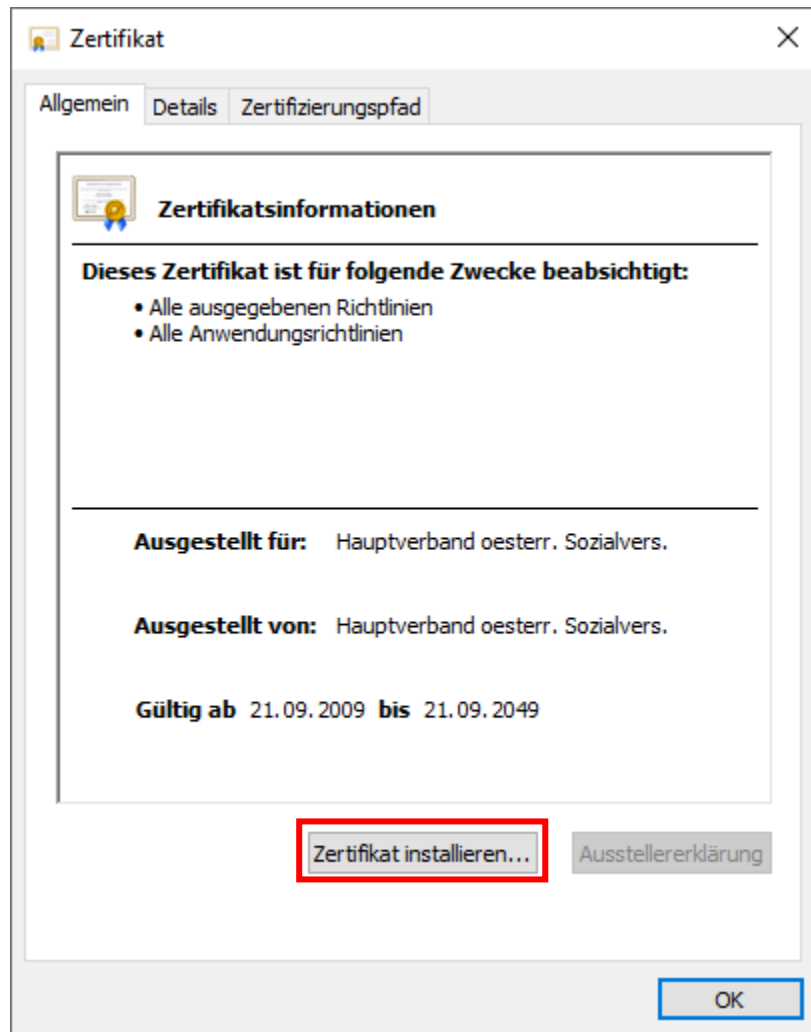 Zertifikat
Allgemein Details Zertifizierungspfad
Zertifikatsinformationen
Dieses Zertifikat ist für folgende Zwecke beabsichtigt:
• Alle ausgegebenen Richtlinien
• Alle Anwendungsrichtlinien
Ausgestellt für: Hauptverband oesterr. Sozialvers.
Ausgestellt von: Hauptverband oesterr. Sozialvers.
Gültig ab 21.09.2009 bis 21.09.2049
Zertifikat installieren... Ausstellererklärung
OK